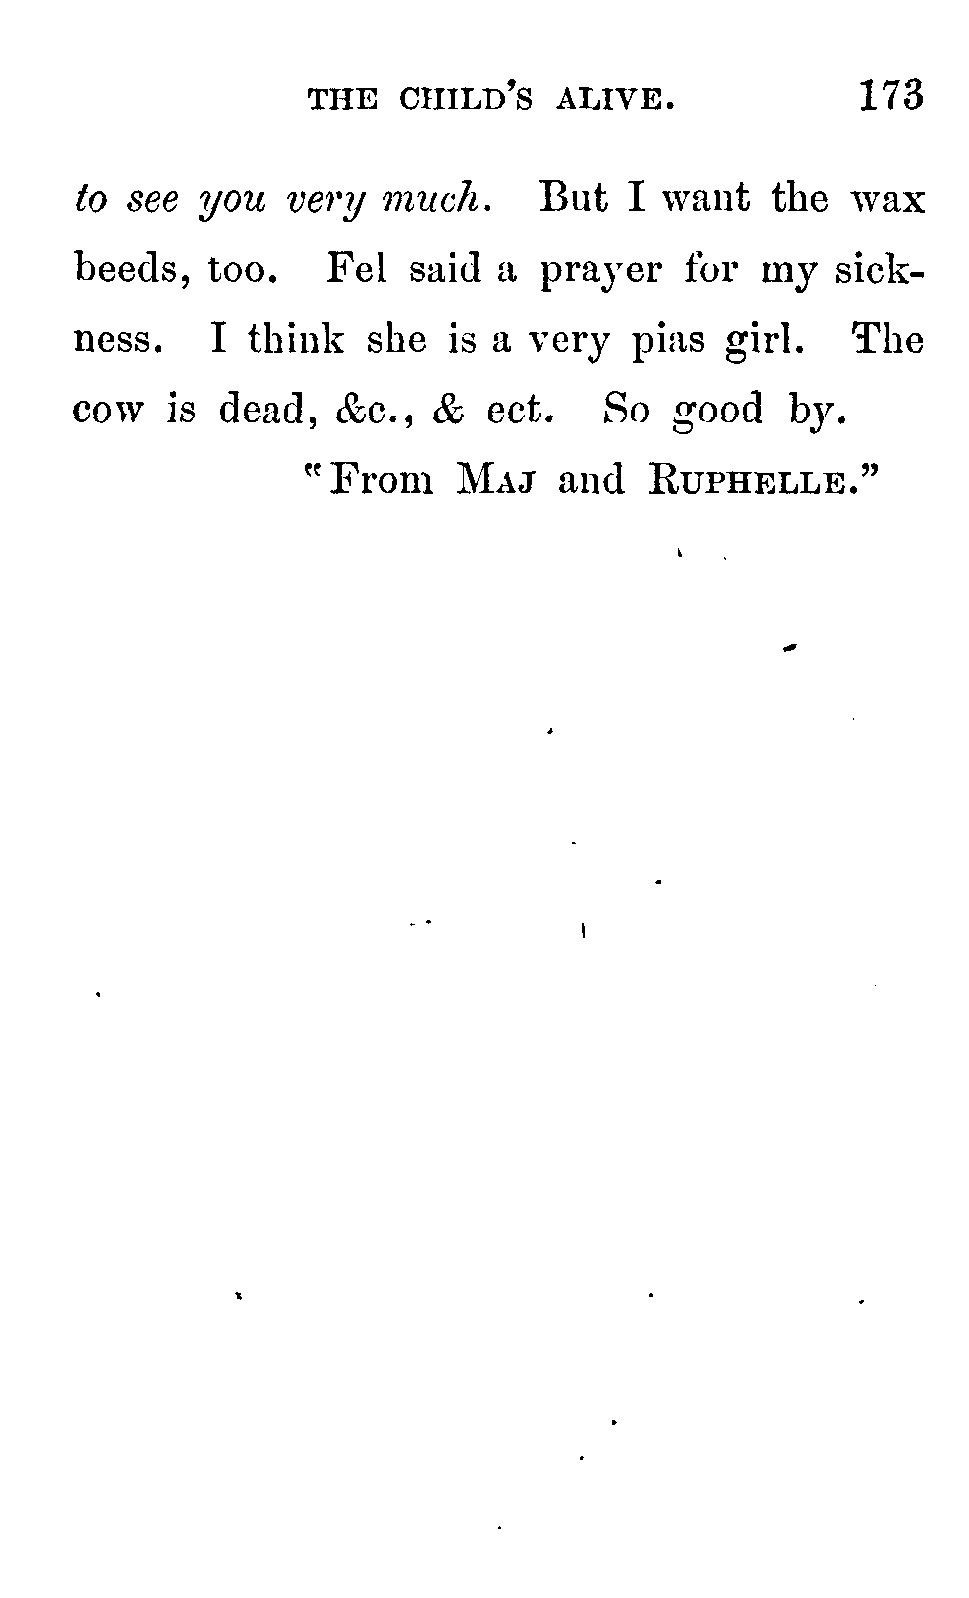 THE CHILD'S ALIVE. 173
to see you very much. But I want the wax
beeds, too. Fel said a prayer for my sick-
ness. I think she is a very pias girl. The
cow is dead, &c., & ect. So good by.
"From MAJ and RUPHELLE."